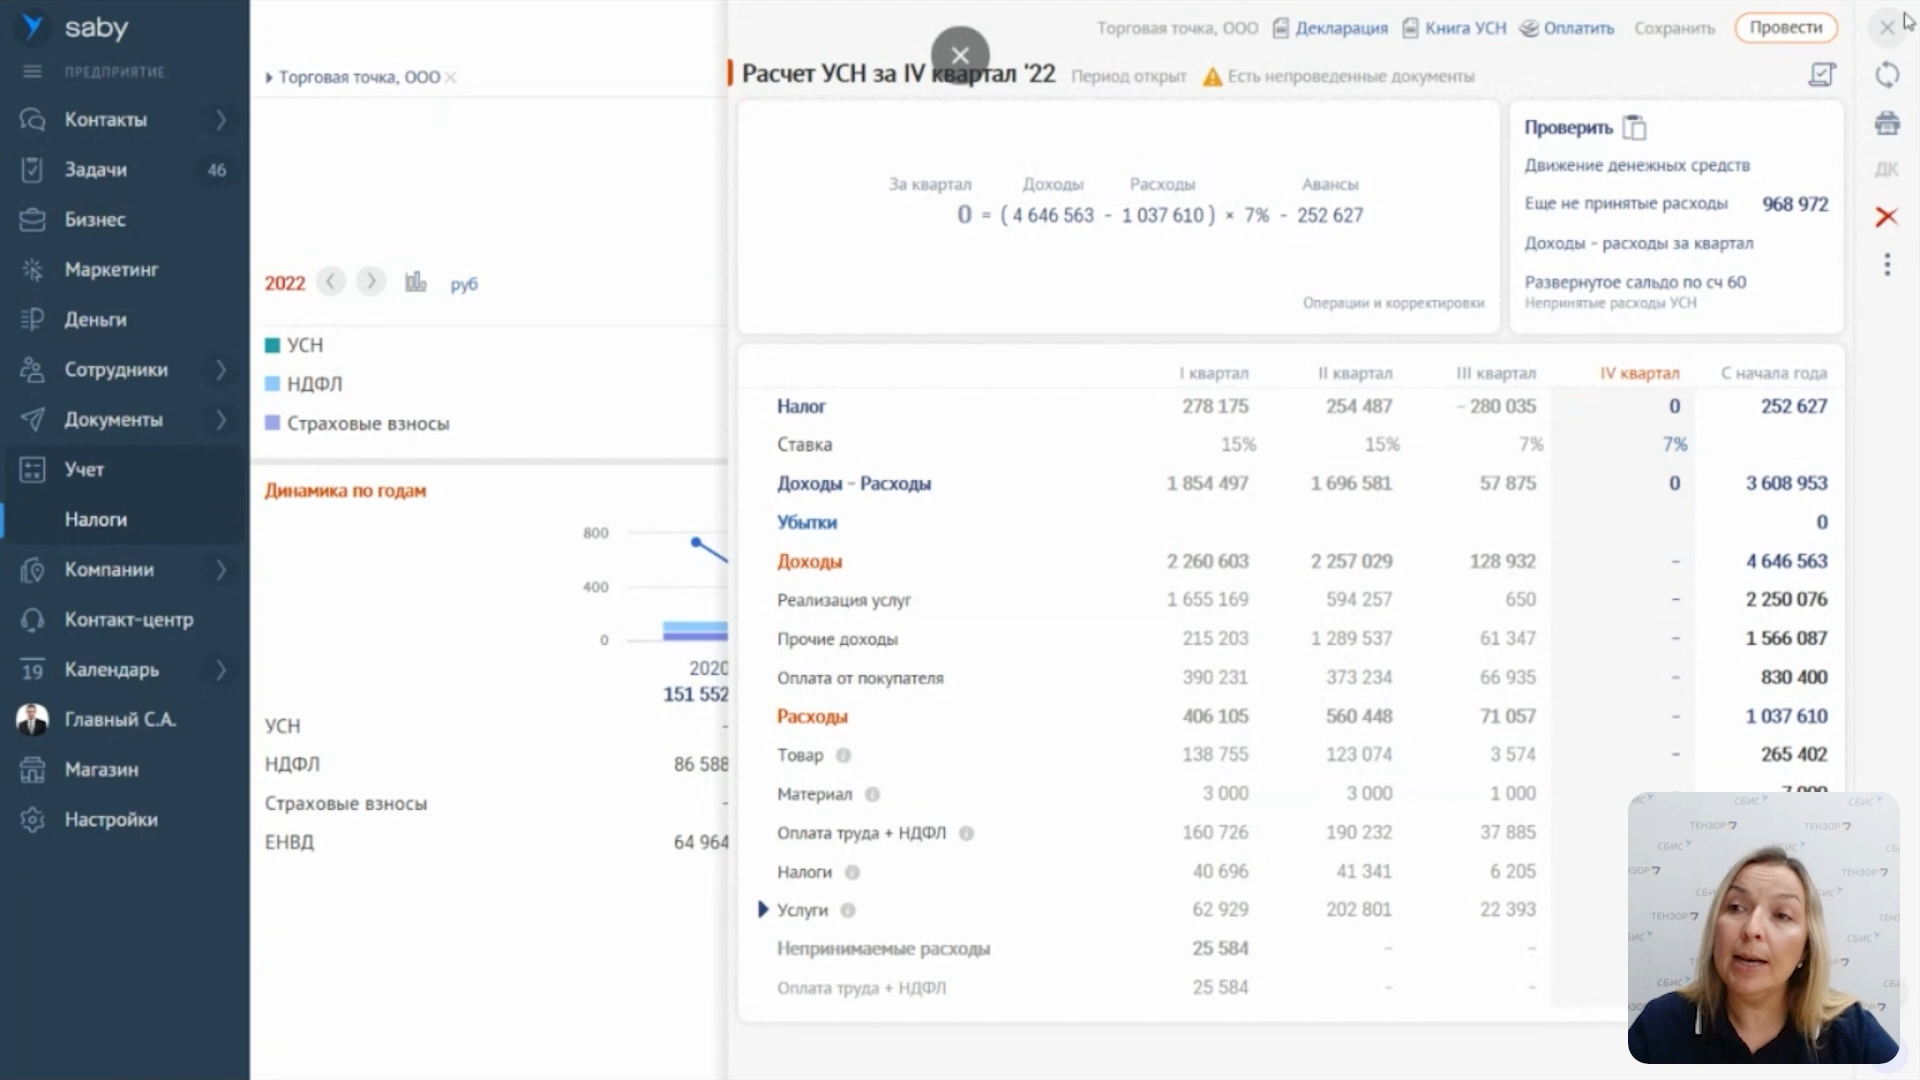 saby
ПРЕДПРИЯТИЕ
Контакты
Задачи 46
Бизнес
Маркетинг
Деньги
Сотрудники
Документы
Учет
Налоги
Компании
Контакт-центр
19 Календарь
Главный С.А.
Магазин
Настройки
Торговая точка, ООО
2022 руб
УСН
НДФЛ
Страховые взносы
Динамика по годам
800
400
0
2020
151 552
УСН -
НДФЛ 86 588
Страховые взносы -
ЕНВД 64 964
Торговая точка, ООО Декларация Книга УСН Оплатить Сохранить Провести
Расчет УСН за IV квартал '22 Период открыт Есть непроведенные документы
За квартал Доходы Расходы Авансы
0 = ( 4 646 563 - 1 037 610 ) × 7% - 252 627
Операции и корректировки
Проверить
Движение денежных средств
Еще не принятые расходы 968 972
Доходы - расходы за квартал
Развернутое сальдо по сч 60
Непринятые расходы УСН
ДК
I квартал II квартал III квартал IV квартал С начала года
Налог 278 175 254 487 - 280 035 0 252 627
Ставка 15% 15% 7% 7%
Доходы - Расходы 1 854 497 1 696 581 57 875 0 3 608 953
Убытки 0
Доходы 2 260 603 2 257 029 128 932 - 4 646 563
Реализация услуг 1 655 169 594 257 650 - 2 250 076
Прочие доходы 215 203 1 289 537 61 347 - 1 566 087
Оплата от покупателя 390 231 373 234 66 935 - 830 400
Расходы 406 105 560 448 71 057 - 1 037 610
Товар 138 755 123 074 3 574 - 265 402
Материал 3 000 3 000 1 000
Оплата труда + НДФЛ 160 726 190 232 37 885
Налоги 40 696 41 341 6 205
Услуги 62 929 202 801 22 393
Непринимаемые расходы 25 584 - -
Оплата труда + НДФЛ 25 584 - -
СБИС
ТЕНЗОР
ТЕНЗОР
СБИС
ТЕНЗОР
ТЕНЗОР
СБИС